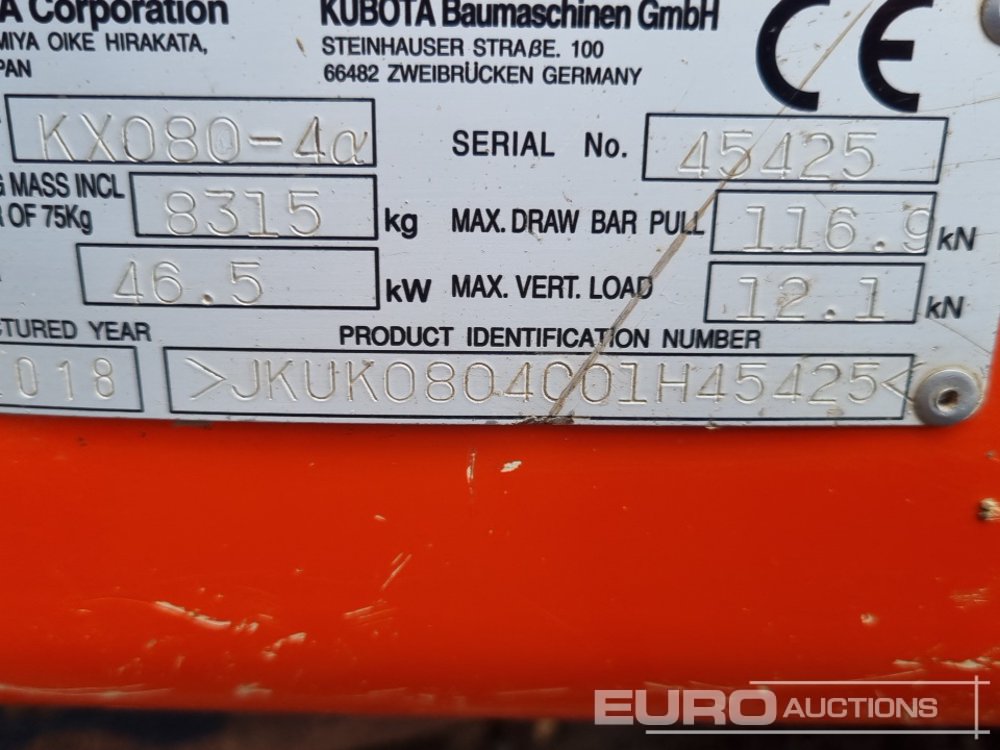 A Corporation
MIYA OIKE HIRAKATA,
PAN
KUBOTA Baumaschinen GmbH
STEINHAUSER STRAßE. 100
66482 ZWEIBRÜCKEN GERMANY
CE
KX080-4α
SERIAL No. 45425
G MASS INCL
R OF 75Kg
8315 kg
MAX. DRAW BAR PULL 116.9 kN
46.5 kW
MAX. VERT. LOAD 12.1 kN
CTURED YEAR
018
PRODUCT IDENTIFICATION NUMBER
>JKUK0804C01H45425<
EURO AUCTIONS